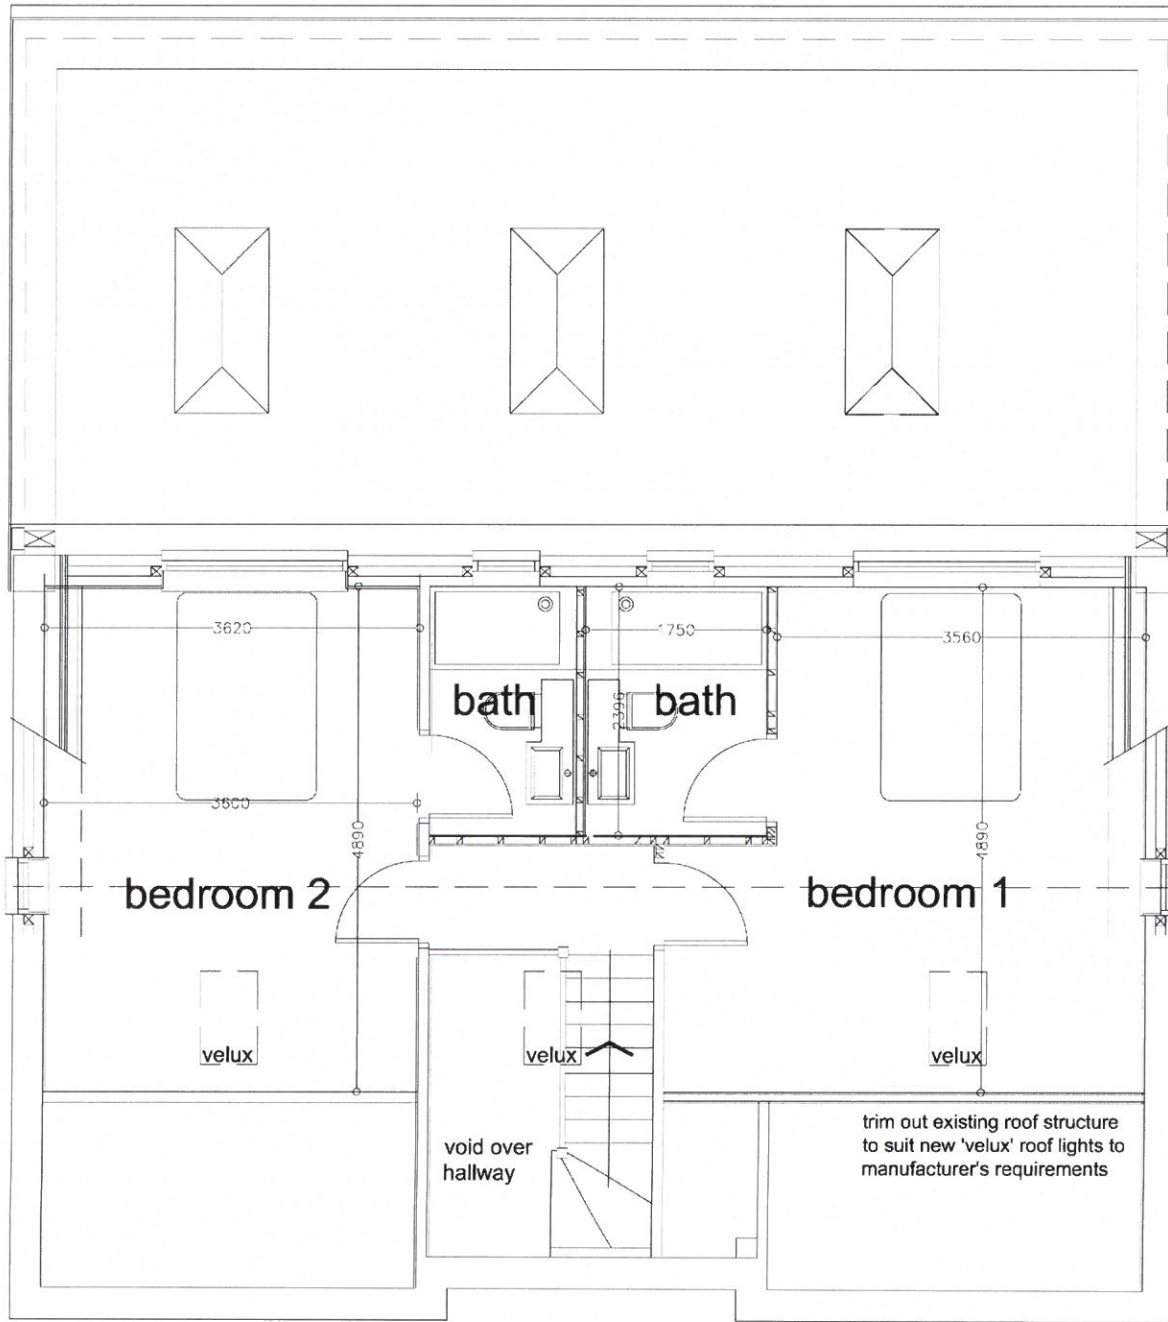 3620
1750
3560
bath
bath
2396
3600
4890
4890
bedroom 2
bedroom 1
velux
velux
velux
void over
hallway
trim out existing roof structure
to suit new 'velux' roof lights to
manufacturer's requirements